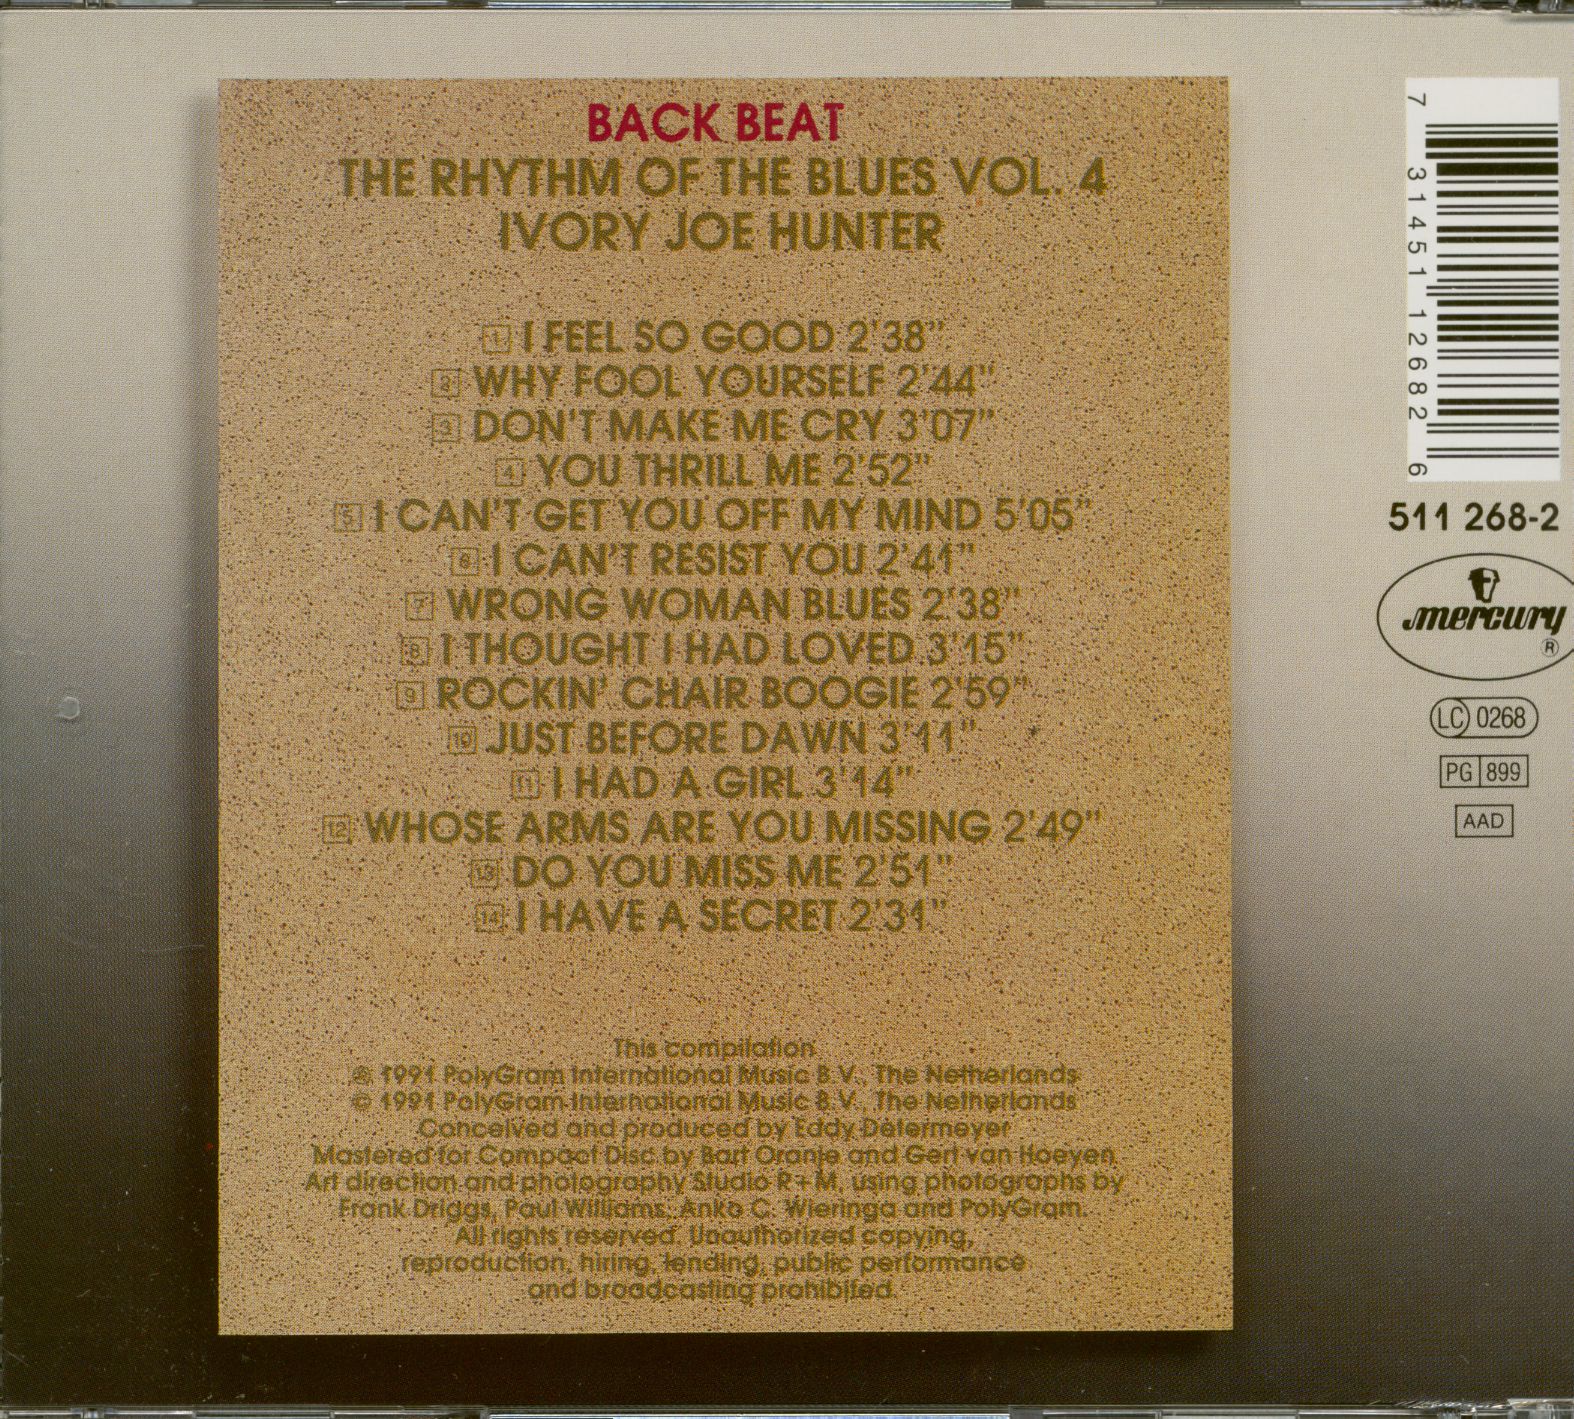 BACK BEAT
THE RHYTHM OF THE BLUES VOL. 4
IVORY JOE HUNTER
1 I FEEL SO GOOD 2'38"
2 WHY FOOL YOURSELF 2'44"
3 DON'T MAKE ME CRY 3'07"
4 YOU THRILL ME 2'52"
5 I CAN'T GET YOU OFF MY MIND 5'05"
6 I CAN'T RESIST YOU 2'41"
7 WRONG WOMAN BLUES 2'38"
8 I THOUGHT I HAD LOVED 3'15"
9 ROCKIN' CHAIR BOOGIE 2'59"
10 JUST BEFORE DAWN 3'11"
11 I HAD A GIRL 3'14"
12 WHOSE ARMS ARE YOU MISSING 2'49"
13 DO YOU MISS ME 2'51"
14 I HAVE A SECRET 2'31"
This compilation
℗ 1991 PolyGram International Music B.V., The Netherlands
© 1991 PolyGram International Music B.V., The Netherlands
Conceived and produced by Eddy Determeyer
Mastered for Compact Disc by Bart Oranje and Gert van Hoeyen
Art direction and photography Studio R+M, using photographs by
Frank Driggs, Paul Williams, Anko C. Wieringa and PolyGram.
All rights reserved. Unauthorized copying,
reproduction, hiring, lending, public performance
and broadcasting prohibited.
7 31451 12682 6
511 268-2
mercury
®
LC 0268
PG 899
AAD